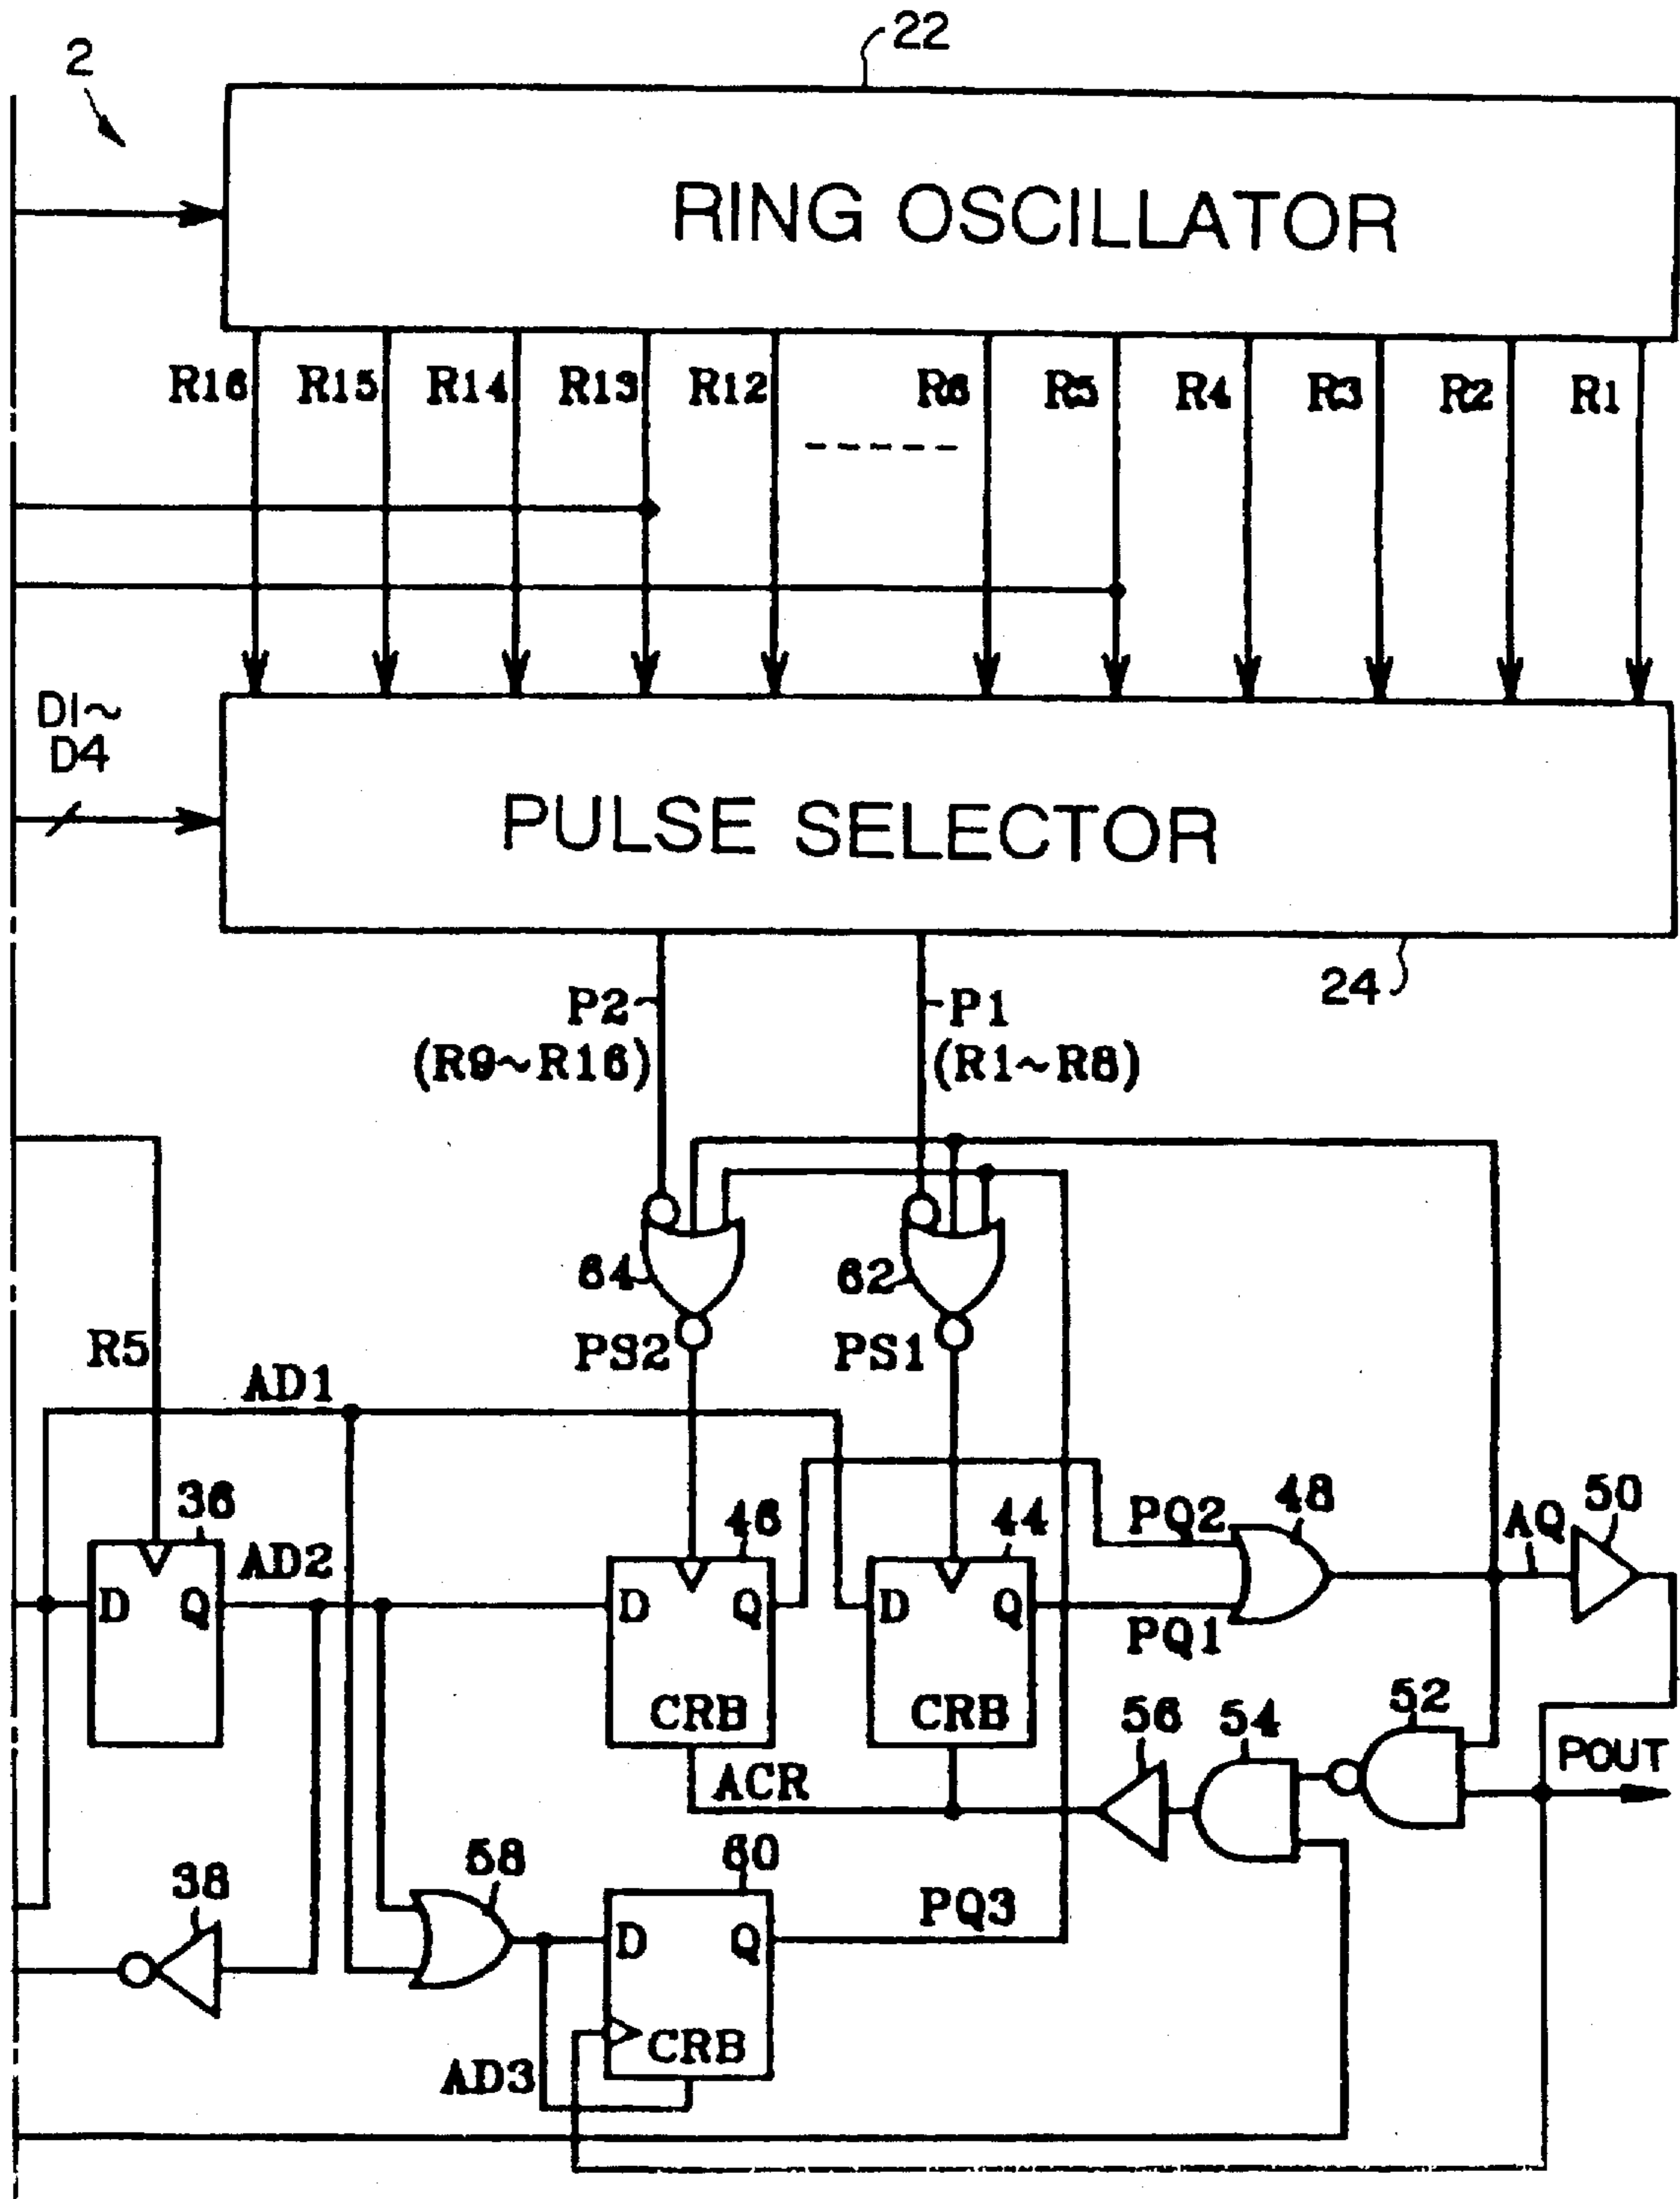 22
2
RING OSCILLATOR
R16 R15 R14 R13 R12 R6 R5 R4 R3 R2 R1
D1~
D4
PULSE SELECTOR
24
P2 P1
(R9~R16) (R1~R8)
64 62
PS2 PS1
R5
AD1
36 46 44 PQ2 48 AQ 50
AD2
D Q D Q D Q
PQ1
CRB CRB 56 54 52
ACR POUT
38 58 60
PQ3
D Q
CRB
AD3